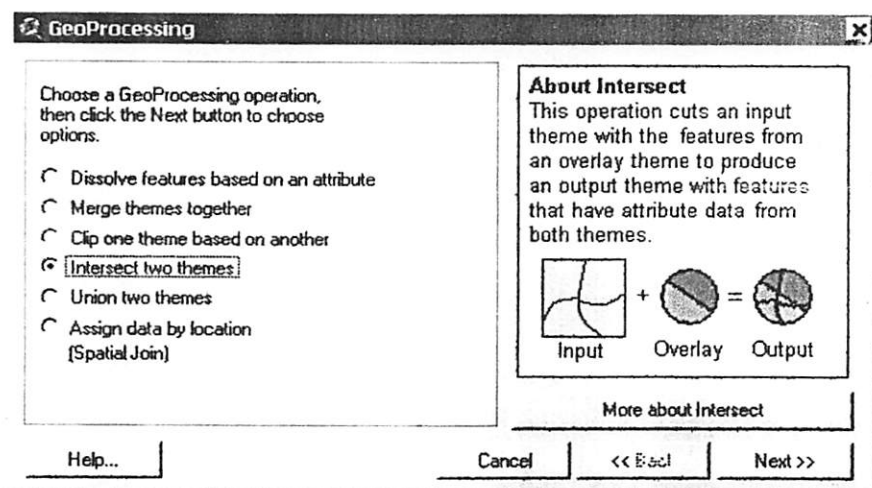 GeoProcessing
Choose a GeoProcessing operation,
then click the Next button to choose
options.
Dissolve features based on an attribute
Merge themes together
Clip one theme based on another
Intersect two themes
Union two themes
Assign data by location
(Spatial Join)
About Intersect
This operation cuts an input
theme with the features from
an overlay theme to produce
an output theme with features
that have attribute data from
both themes.
+ =
Input Overlay Output
More about Intersect
Help... Cancel << Back Next >>